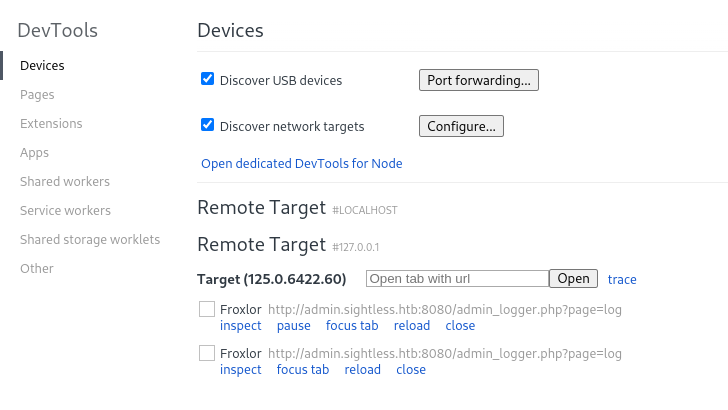 DevTools
Devices
Pages
Extensions
Apps
Shared workers
Service workers
Shared storage worklets
Other
Devices
Discover USB devices Port forwarding...
Discover network targets Configure...
Open dedicated DevTools for Node
Remote Target #LOCALHOST
Remote Target #127.0.0.1
Target (125.0.6422.60) Open tab with url Open trace
Froxlor http://admin.sightless.htb:8080/admin_logger.php?page=log
inspect pause focus tab reload close
Froxlor http://admin.sightless.htb:8080/admin_logger.php?page=log
inspect focus tab reload close